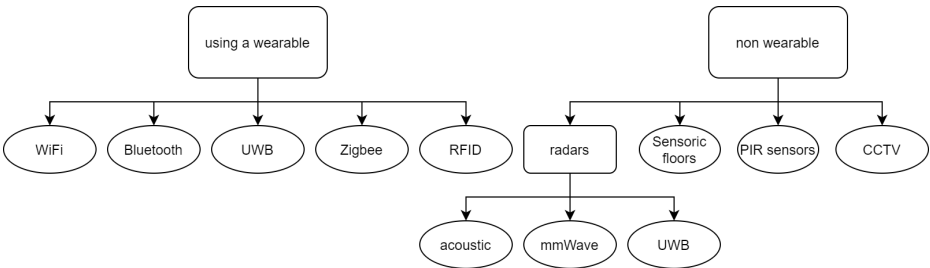 using a wearable
non wearable
WiFi
Bluetooth
UWB
Zigbee
RFID
radars
Sensoric
floors
PIR sensors
CCTV
acoustic
mmWave
UWB